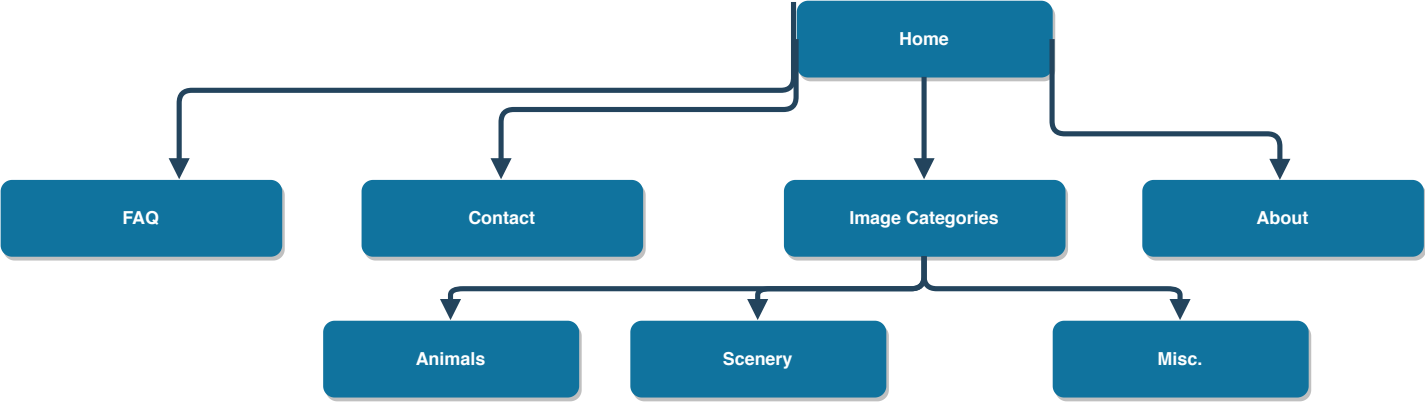 Home
FAQ
Contact
Image Categories
About
Animals
Scenery
Misc.